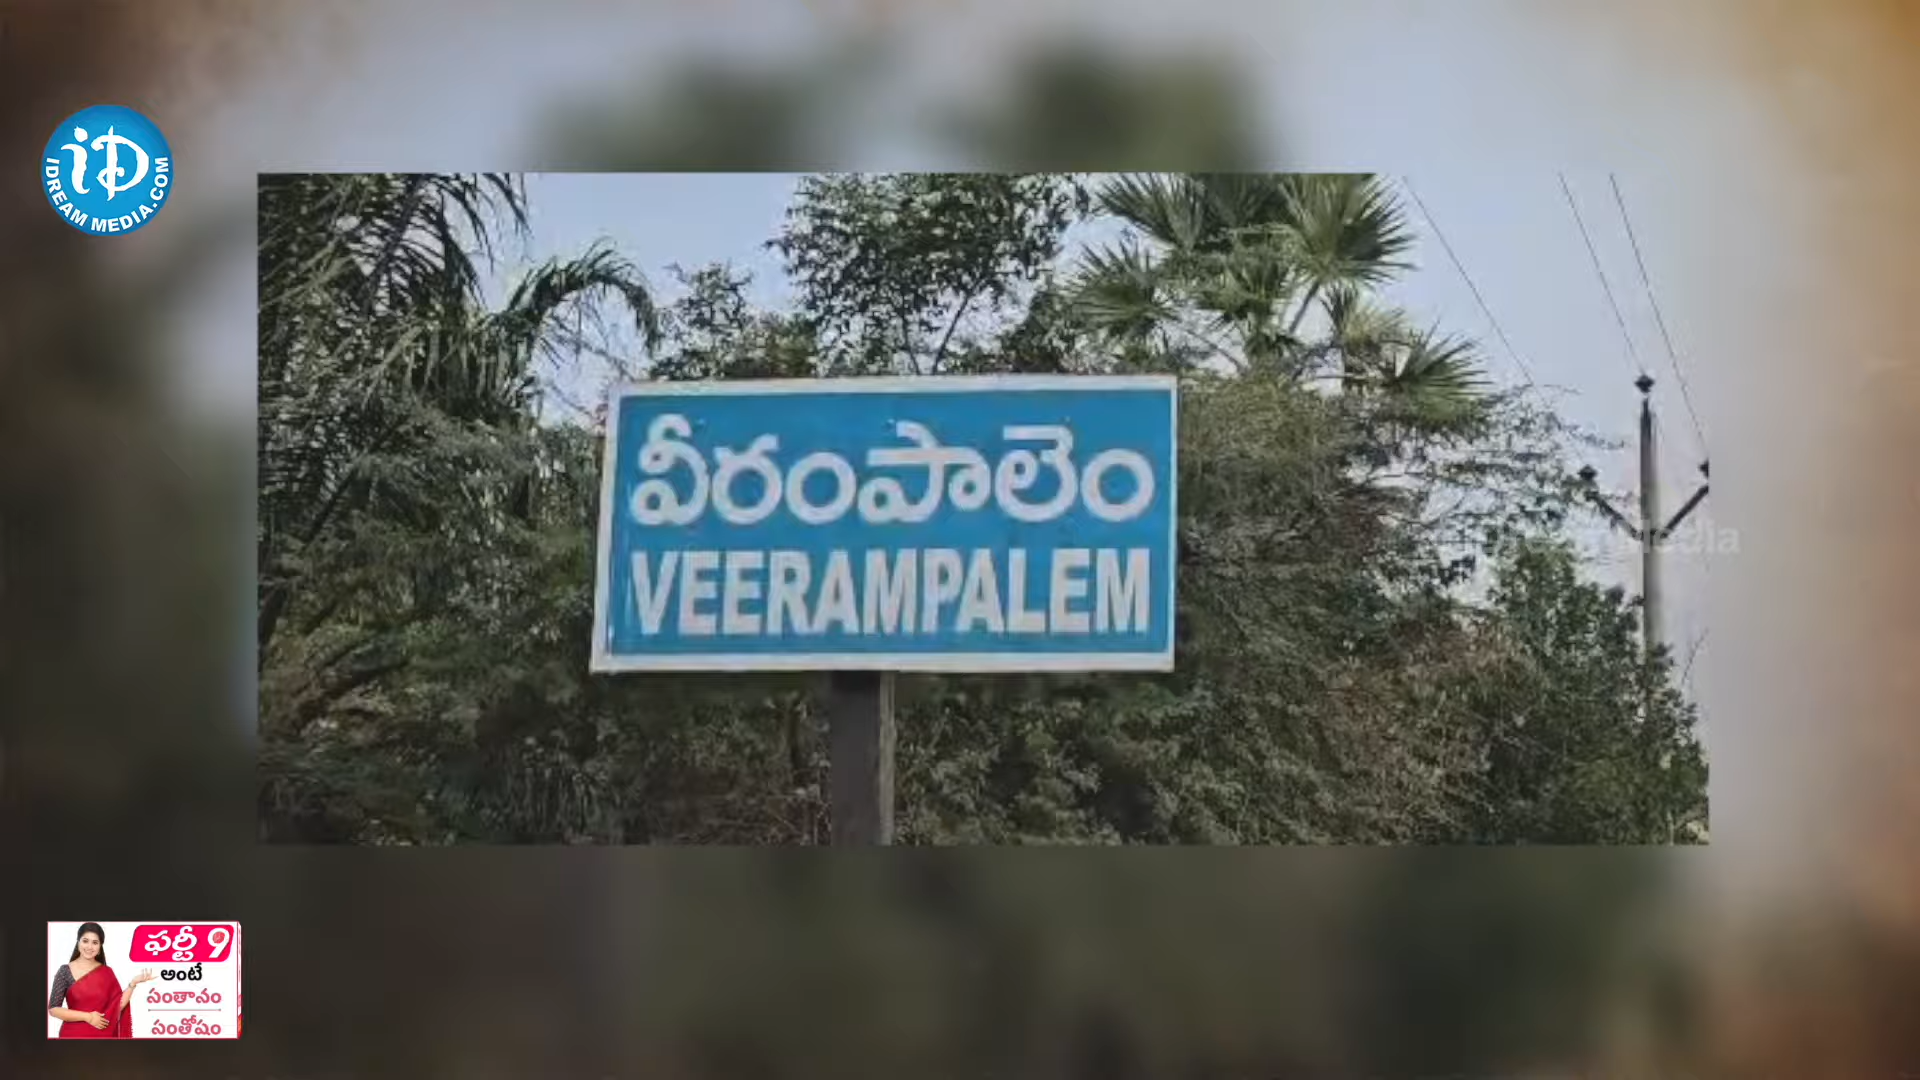 iD
IDREAM MEDIA.COM
వీరంపాలెం
VEERAMPALEM
ఫర్టీ 9
అంటే
సంతానం
సంతోషం